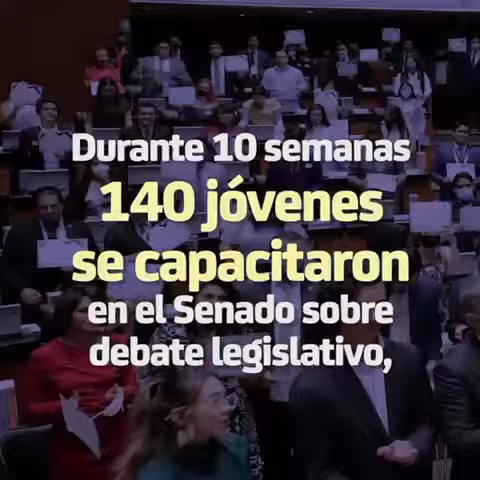 Durante 10 semanas
140 jóvenes
se capacitaron
en el Senado sobre
debate legislativo,